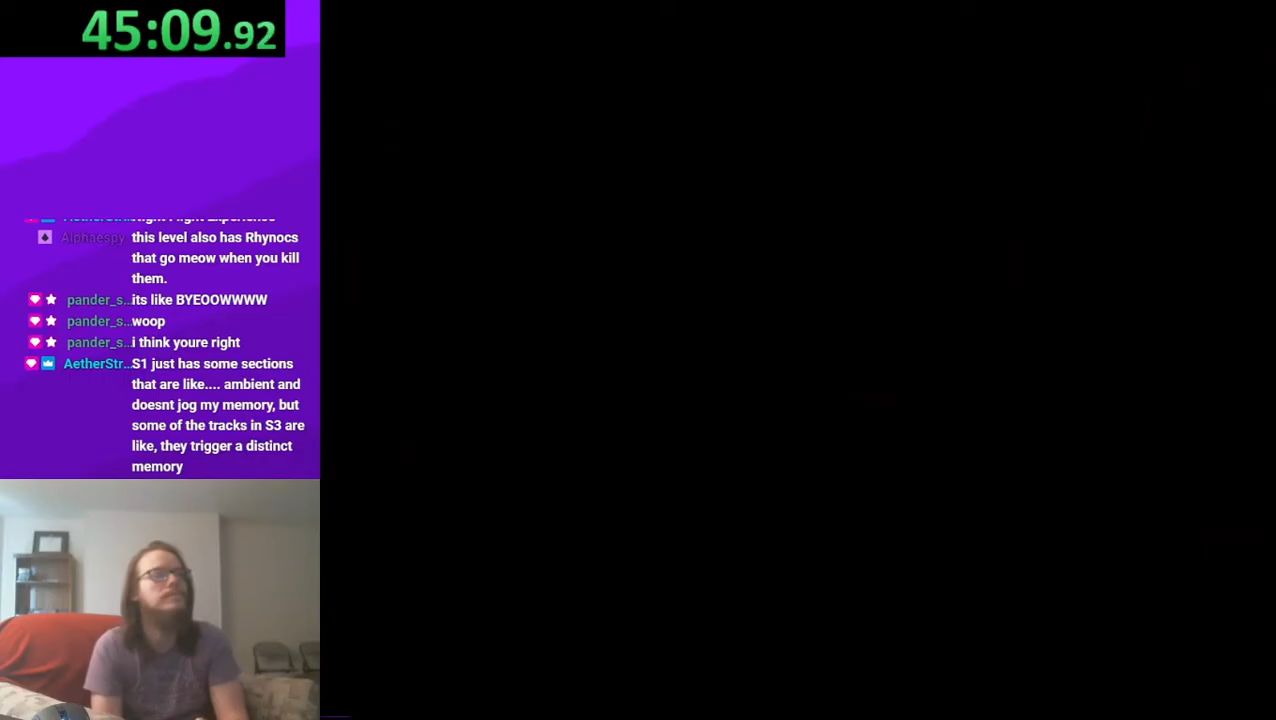 45:09.92
Alphaespy this level also has Rhynocs
that go meow when you kill
them.
pander_s... its like BYEOOWWWW
pander_s... woop
pander_s... i think youre right
AetherStr... S1 just has some sections
that are like.... ambient and
doesnt jog my memory, but
some of the tracks in S3 are
like, they trigger a distinct
memory